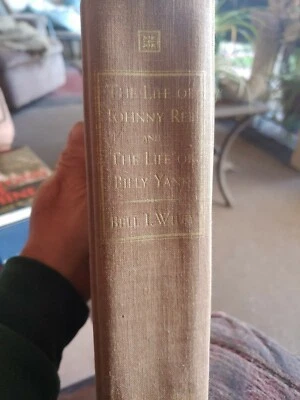 THE LIFE OF
JOHNNY REB
AND
THE LIFE OF
BILLY YANK
BELL I. WILEY